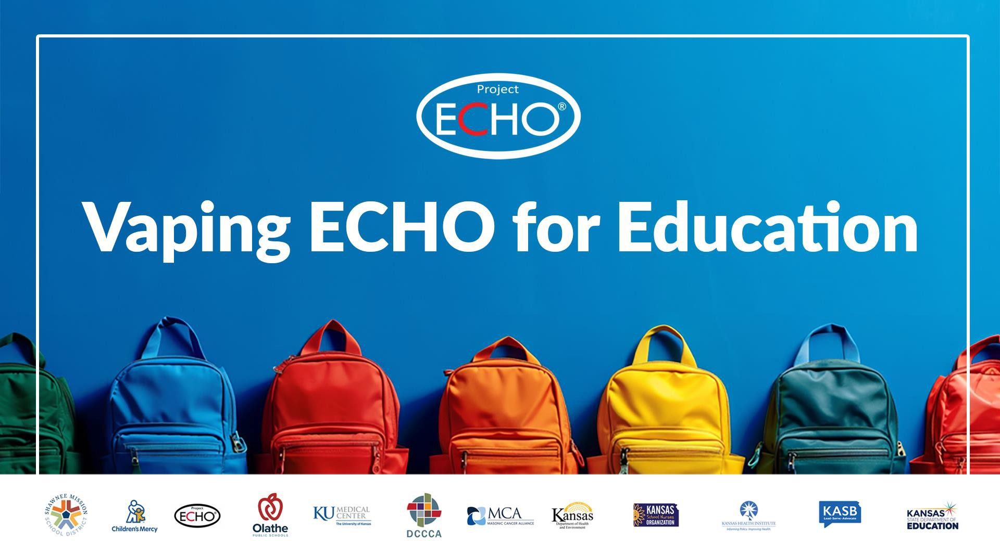 Project
ECHO®
Vaping ECHO for Education
SHAWNEE MISSION
SCHOOL DISTRICT
Children's Mercy
Project
ECHO®
Olathe
PUBLIC SCHOOLS
KU MEDICAL CENTER
The University of Kansas
DCCCA
MCA
MASONIC CANCER ALLIANCE
Kansas
Department of Health
and Environment
KANSAS
School Nurses
ORGANIZATION
KANSAS HEALTH INSTITUTE
Informing Policy. Improving Health.
KASB
Lead · Serve · Advocate
KANSAS
STATE DEPARTMENT OF
EDUCATION